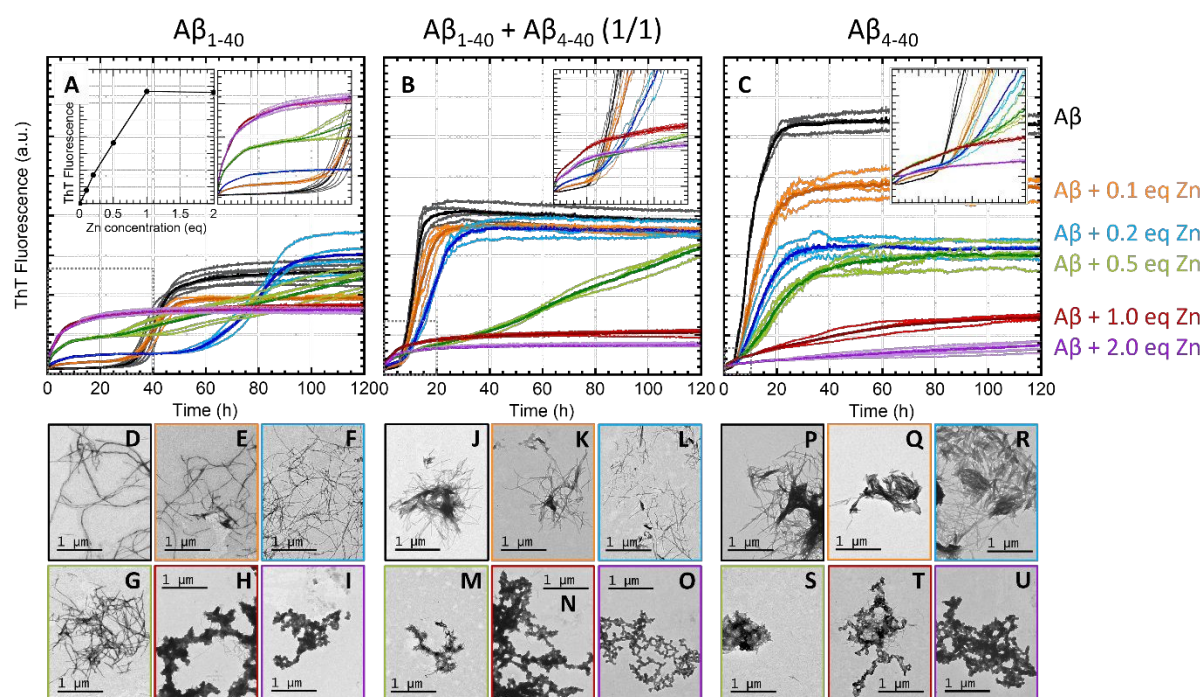 Aβ1-40
Aβ1-40 + Aβ4-40 (1/1)
Aβ4-40
A
B
C
ThT Fluorescence (a.u.)
ThT Fluorescence
0
0.5
1
1.5
2
Zn concentration (eq)
Aβ
Aβ + 0.1 eq Zn
Aβ + 0.2 eq Zn
Aβ + 0.5 eq Zn
Aβ + 1.0 eq Zn
Aβ + 2.0 eq Zn
0 20 40 60 80 100 120
0 20 40 60 80 100 120
0 20 40 60 80 100 120
Time (h)
Time (h)
Time (h)
D E F J K L P Q R
1 µm 1 µm 1 µm 1 µm 1 µm 1 µm 1 µm 1 µm 1 µm
G H I M N O S T U
1 µm 1 µm 1 µm 1 µm 1 µm 1 µm 1 µm 1 µm 1 µm